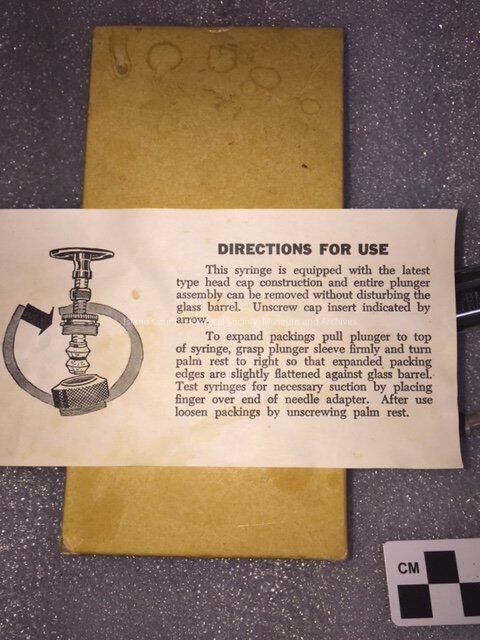 DIRECTIONS FOR USE
This syringe is equipped with the latest
type head cap construction and entire plunger
assembly can be removed without disturbing the
glass barrel. Unscrew cap insert indicated by
arrow.
To expand packings pull plunger to top
of syringe, grasp plunger sleeve firmly and turn
palm rest to right so that expanded packing
edges are slightly flattened against glass barrel.
Test syringes for necessary suction by placing
finger over end of needle adapter. After use
loosen packings by unscrewing palm rest.
CM